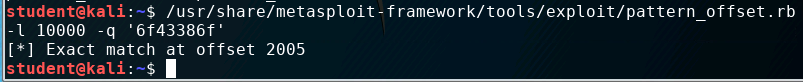 student@kali:~$ /usr/share/metasploit-framework/tools/exploit/pattern_offset.rb
-l 10000 -q '6f43386f'
[*] Exact match at offset 2005
student@kali:~$